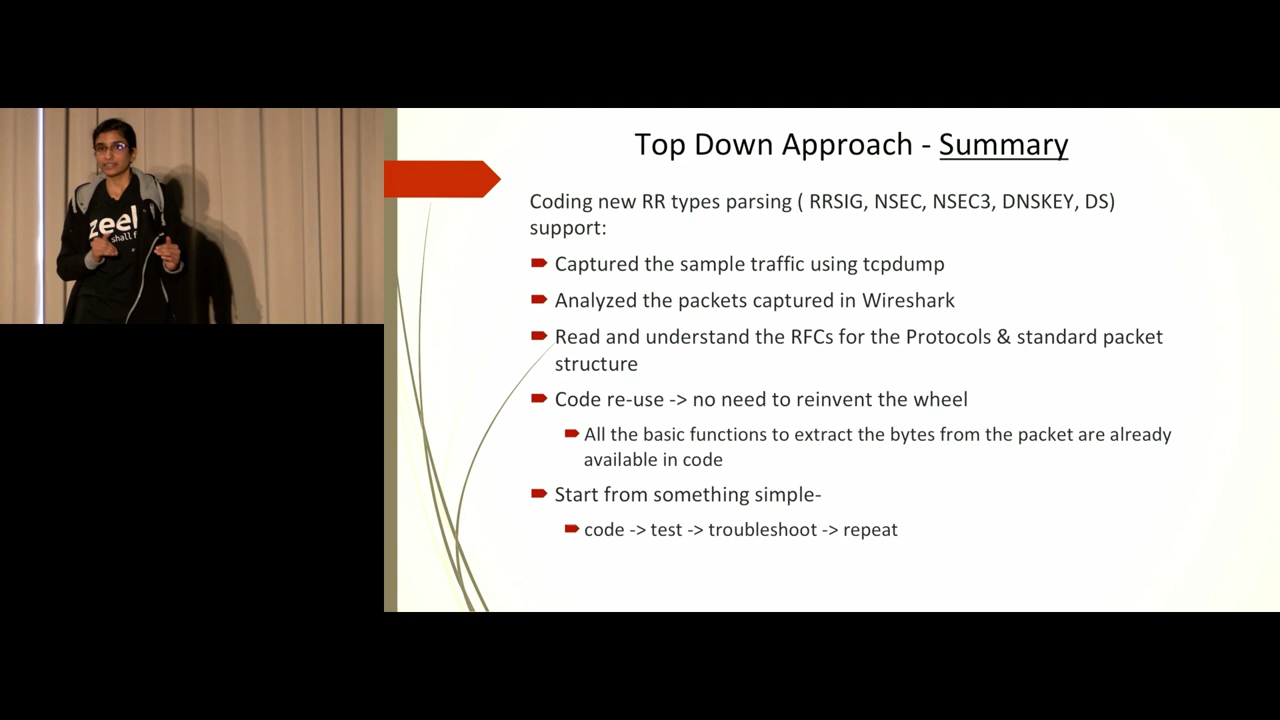 zeek
shall f
Top Down Approach - Summary
Coding new RR types parsing ( RRSIG, NSEC, NSEC3, DNSKEY, DS)
support:
Captured the sample traffic using tcpdump
Analyzed the packets captured in Wireshark
Read and understand the RFCs for the Protocols & standard packet
structure
Code re-use -> no need to reinvent the wheel
All the basic functions to extract the bytes from the packet are already
available in code
Start from something simple-
code -> test -> troubleshoot -> repeat